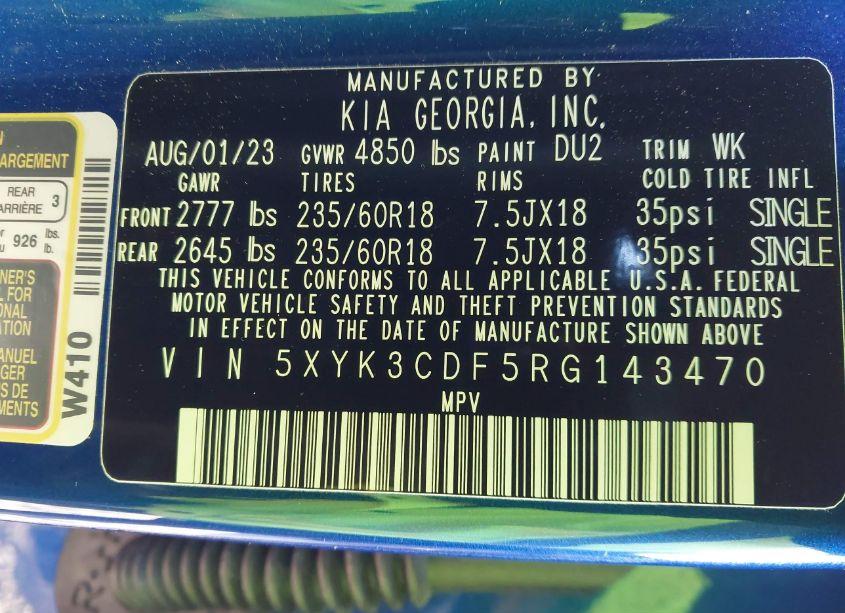 MANUFACTURED BY
KIA GEORGIA, INC.
AUG/01/23 GVWR 4850 lbs PAINT DU2 TRIM WK
GAWR TIRES RIMS COLD TIRE INFL
FRONT 2777 lbs 235/60R18 7.5JX18 35psi SINGLE
REAR 2645 lbs 235/60R18 7.5JX18 35psi SINGLE
THIS VEHICLE CONFORMS TO ALL APPLICABLE U.S.A. FEDERAL
MOTOR VEHICLE SAFETY AND THEFT PREVENTION STANDARDS
IN EFFECT ON THE DATE OF MANUFACTURE SHOWN ABOVE
VIN 5XYK3CDF5RG143470
MPV
REAR
3
926 lbs.
lb.
FOR
DE
W410